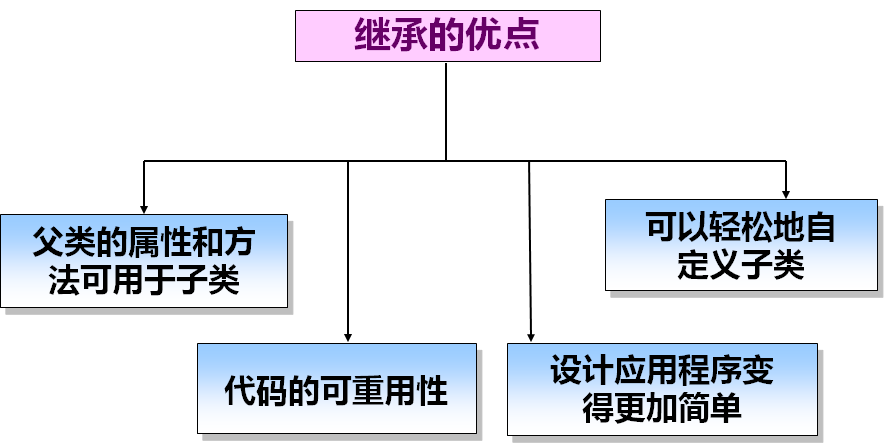 继承的优点
父类的属性和方
法可用于子类
代码的可重用性
设计应用程序变
得更加简单
可以轻松地自
定义子类